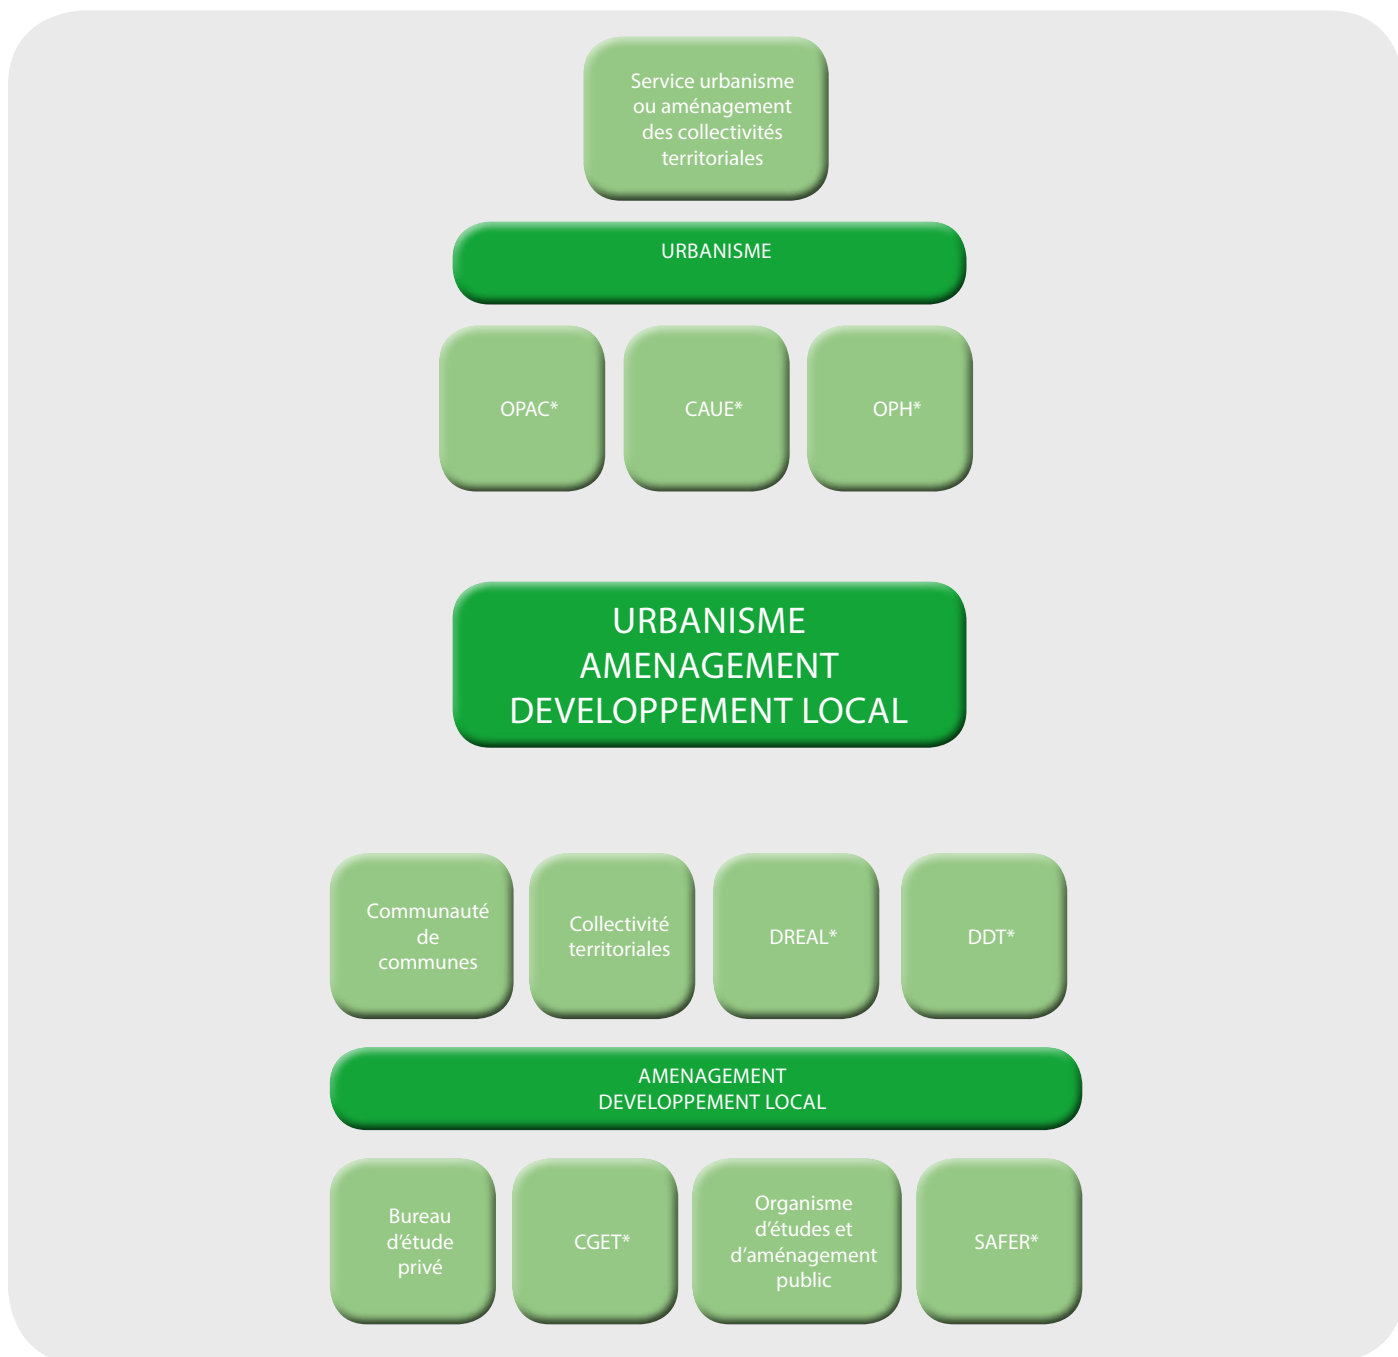 Service urbanisme
ou aménagement
des collectivités
territoriales
URBANISME
OPAC*
CAUE*
OPH*
URBANISME
AMENAGEMENT
DEVELOPPEMENT LOCAL
Communauté
de
communes
Collectivité
territoriales
DREAL*
DDT*
AMENAGEMENT
DEVELOPPEMENT LOCAL
Bureau
d’étude
privé
CGET*
Organisme
d’études et
d’aménagement
public
SAFER*